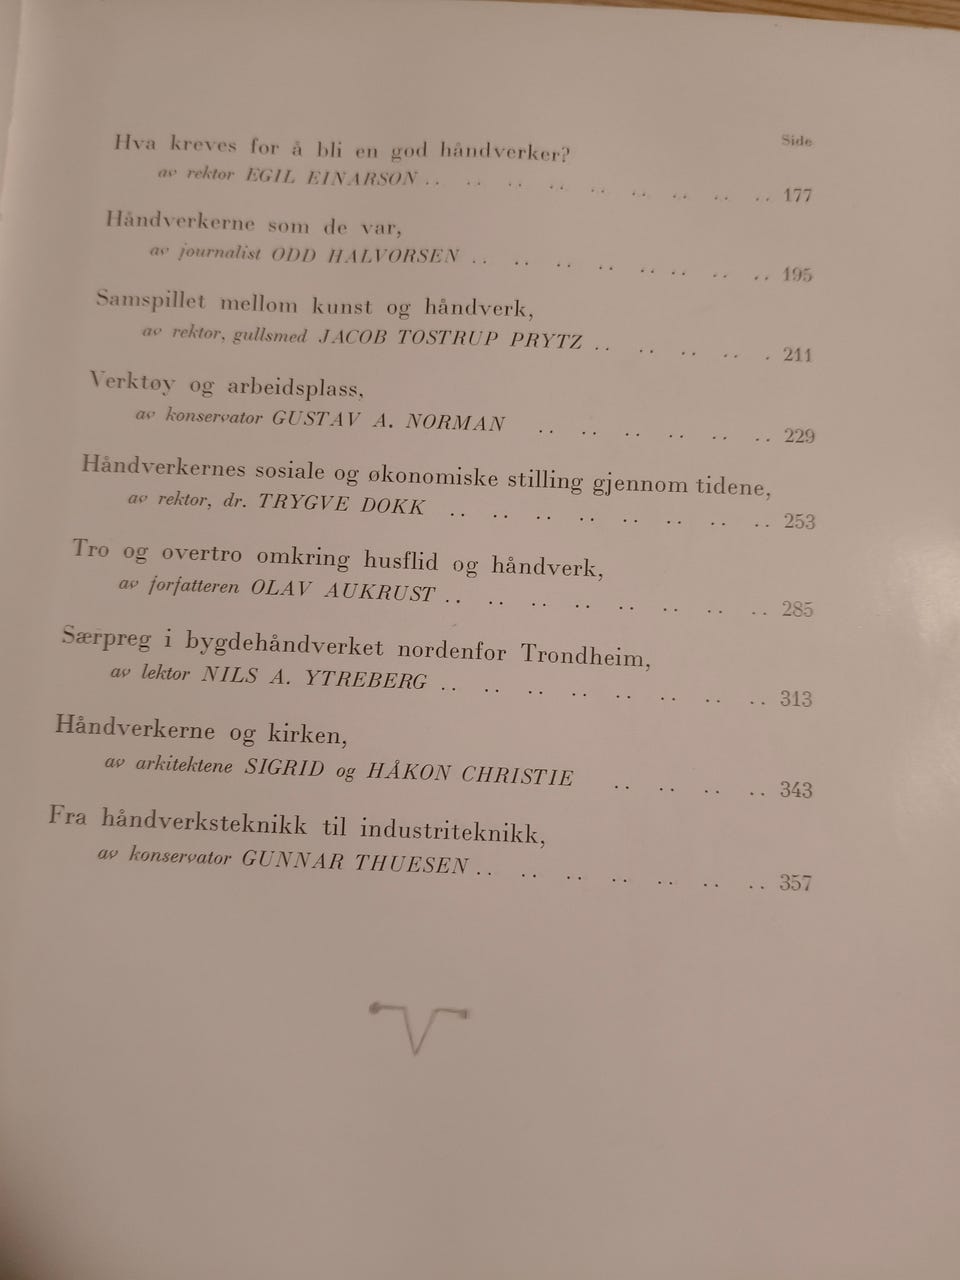 Side
Hva kreves for å bli en god håndverker?
av rektor EGIL EINARSON .. .. .. .. .. .. .. .. .. 177
Håndverkerne som de var,
av journalist ODD HALVORSEN .. .. .. .. .. .. .. .. 195
Samspillet mellom kunst og håndverk,
av rektor, gullsmed JACOB TOSTRUP PRYTZ .. .. .. .. . 211
Verktøy og arbeidsplass,
av konservator GUSTAV A. NORMAN .. .. .. .. .. .. 229
Håndverkernes sosiale og økonomiske stilling gjennom tidene,
av rektor, dr. TRYGVE DOKK .. .. .. .. .. .. .. .. 253
Tro og overtro omkring husflid og håndverk,
av forfatteren OLAV AUKRUST .. .. .. .. .. .. .. .. 285
Særpreg i bygdehåndverket nordenfor Trondheim,
av lektor NILS A. YTREBERG .. .. .. .. .. .. .. .. 313
Håndverkerne og kirken,
av arkitektene SIGRID og HÅKON CHRISTIE .. .. .. .. 343
Fra håndverksteknikk til industriteknikk,
av konservator GUNNAR THUESEN .. .. .. .. .. .. .. 357